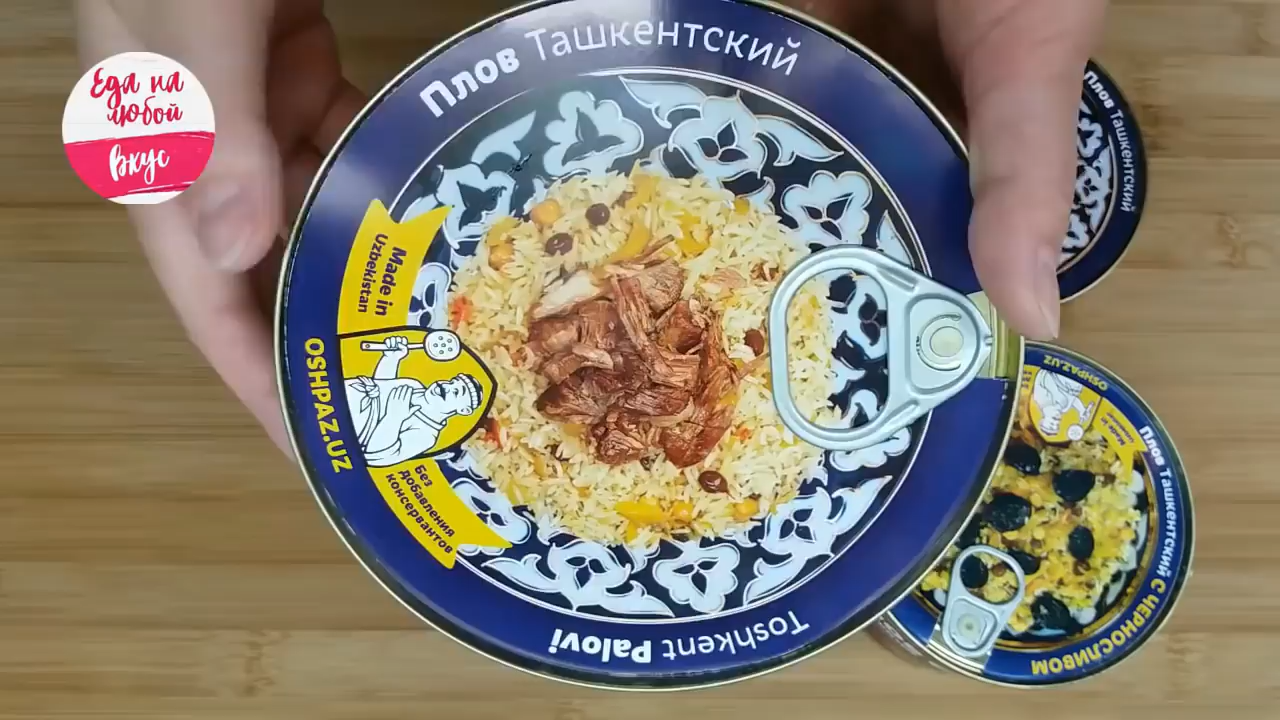 Еда на
любой
вкус
Плов Ташкентский
Made in
Uzbekistan
OSHPAZ.UZ
Без
добавления
консервантов
Toshkent Palovi
Плов Ташкентский
OSHPAZ.UZ
Плов Ташкентский С ЧЕРНОСЛИВОМ